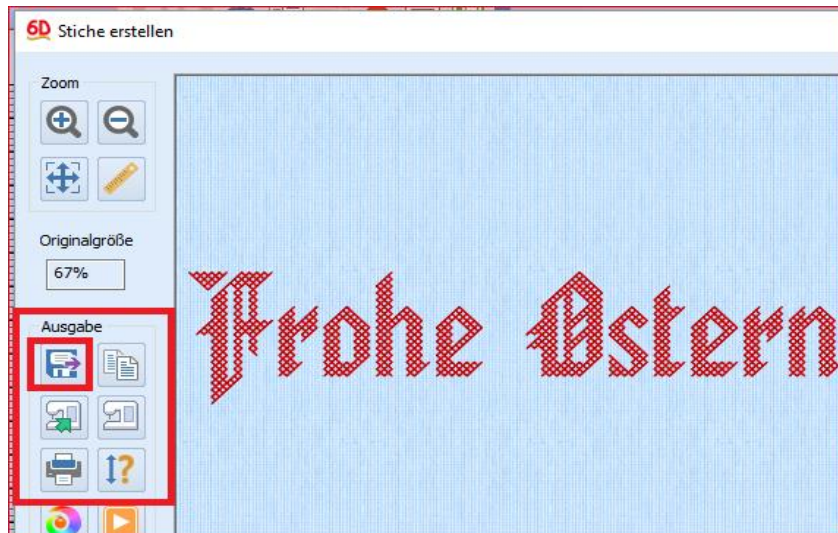 6D Stiche erstellen
Zoom
Originalgröße
67%
Ausgabe
Frohe Ostern